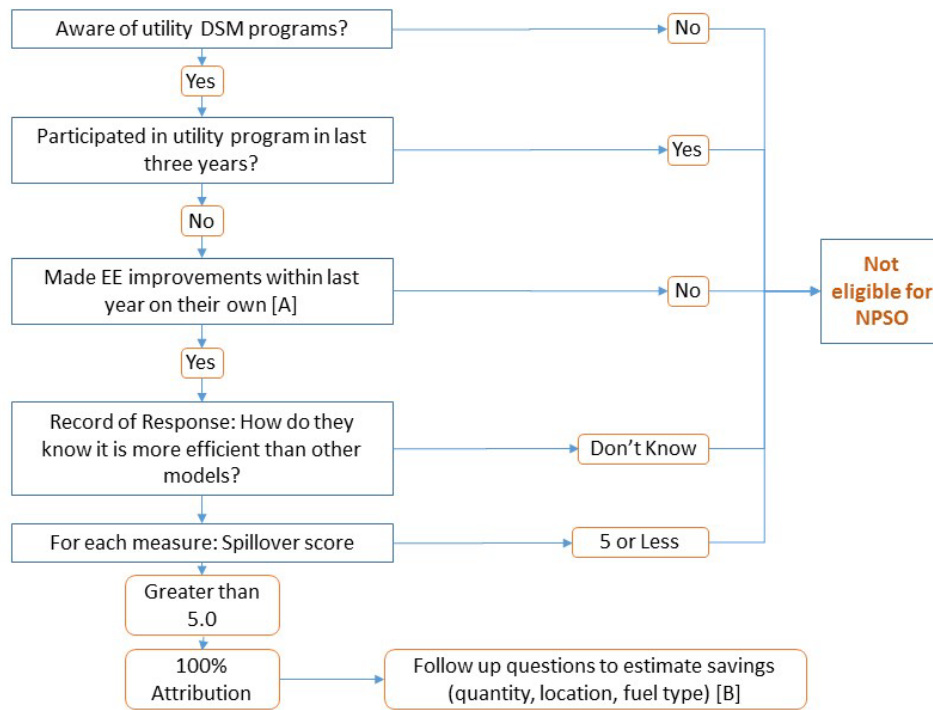 Aware of utility DSM programs?
No
Yes
Participated in utility program in last
three years?
Yes
No
Made EE improvements within last
year on their own [A]
No
Not
eligible for
NPSO
Yes
Record of Response: How do they
know it is more efficient than other
models?
Don't Know
For each measure: Spillover score
5 or Less
Greater than
5.0
100%
Attribution
Follow up questions to estimate savings
(quantity, location, fuel type) [B]